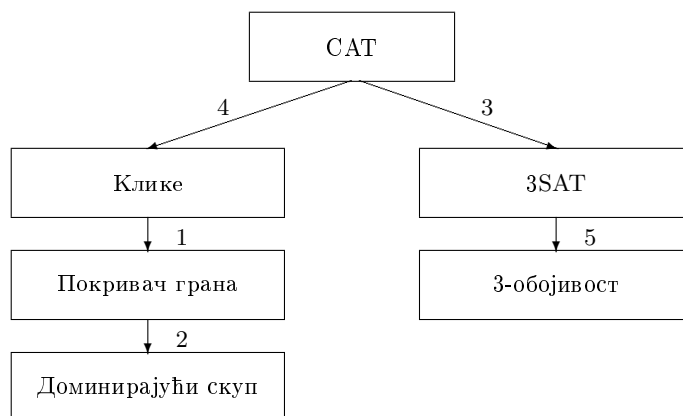 САТ
4
3
Клике
3SAT
1
5
Покривач грана
3-обојивост
2
Доминирајући скуп